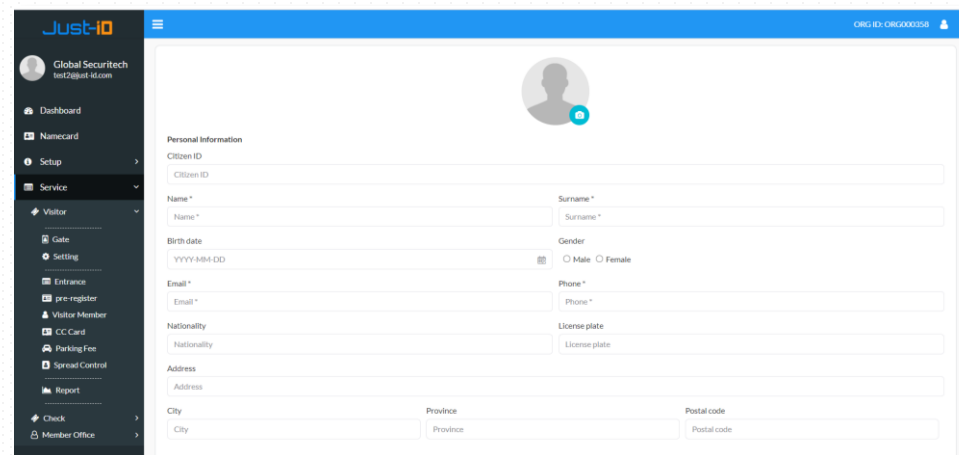 Just-iD
ORG ID: ORG000358
Global Securitech
test2@just-id.com
Dashboard
Namecard
Setup
Service
Visitor
Gate
Setting
Entrance
pre-register
Visitor Member
CC Card
Parking Fee
Spread Control
Report
Check
Member Office
Personal Information
Citizen ID
Citizen ID
Name * Surname *
Name * Surname *
Birth date Gender
YYYY-MM-DD Male Female
Email * Phone *
Email * Phone *
Nationality License plate
Nationality License plate
Address
Address
City Province Postal code
City Province Postal code